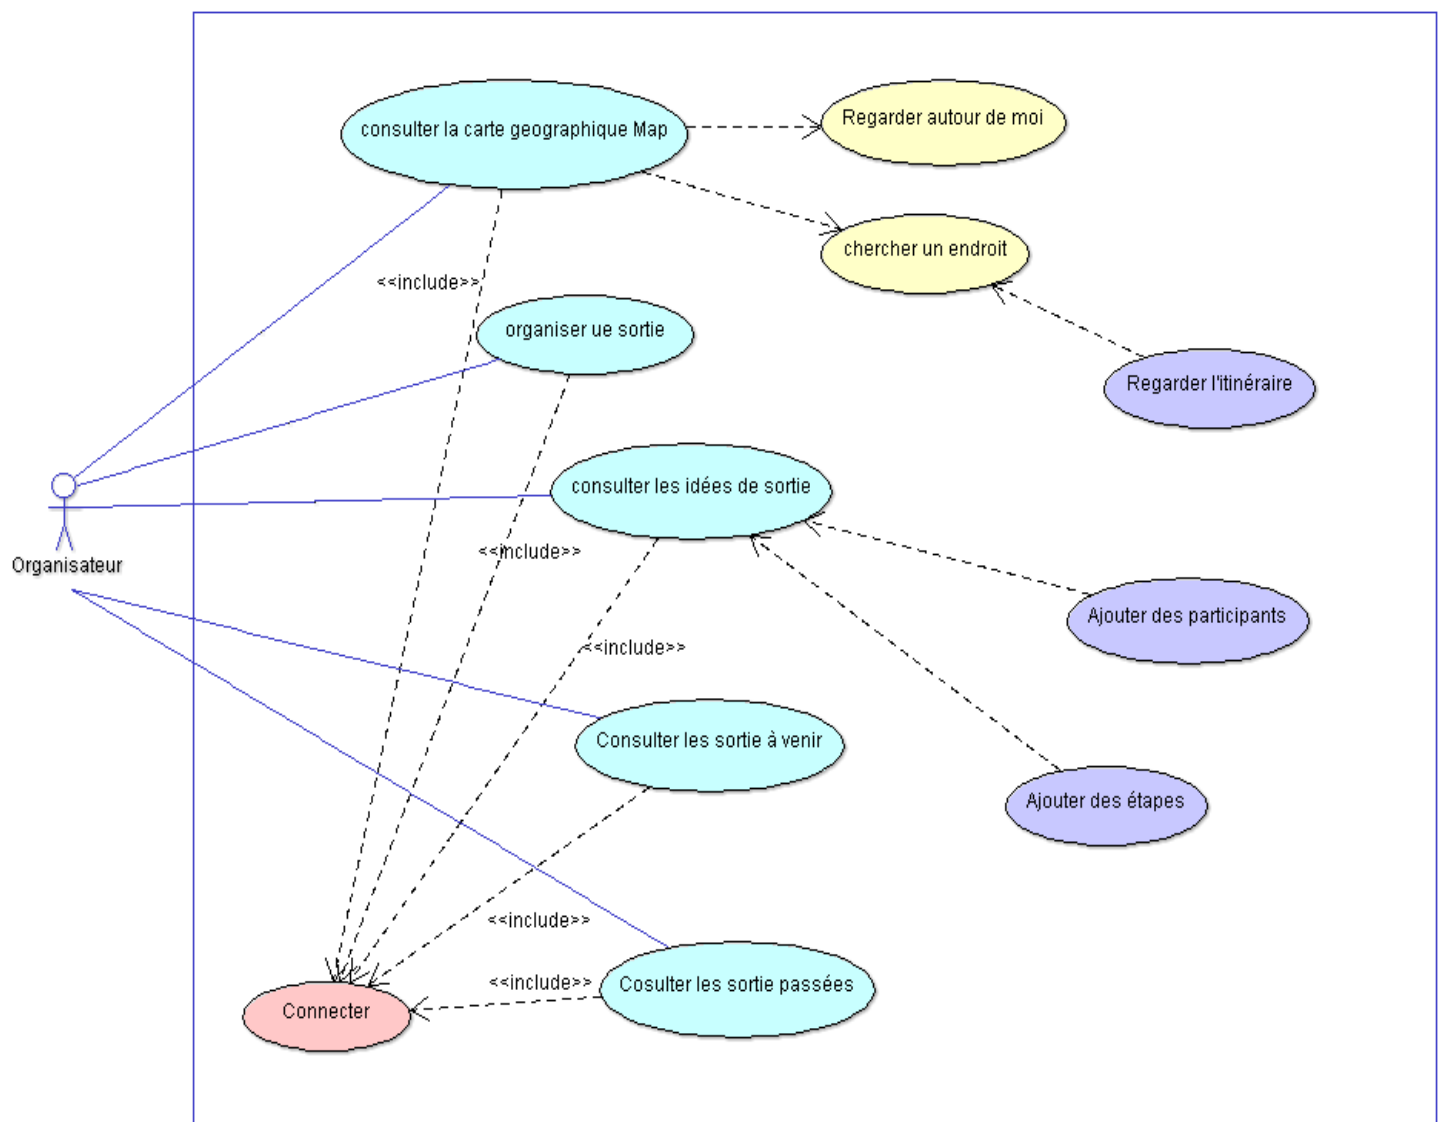 consulter la carte geographique Map
Regarder autour de moi
chercher un endroit
<<include>>
organiser ue sortie
Regarder l'itinéraire
consulter les idées de sortie
Organisateur
<<include>>
Ajouter des participants
<<include>>
Consulter les sortie à venir
Ajouter des étapes
<<include>>
<<include>>
Cosulter les sortie passées
Connecter